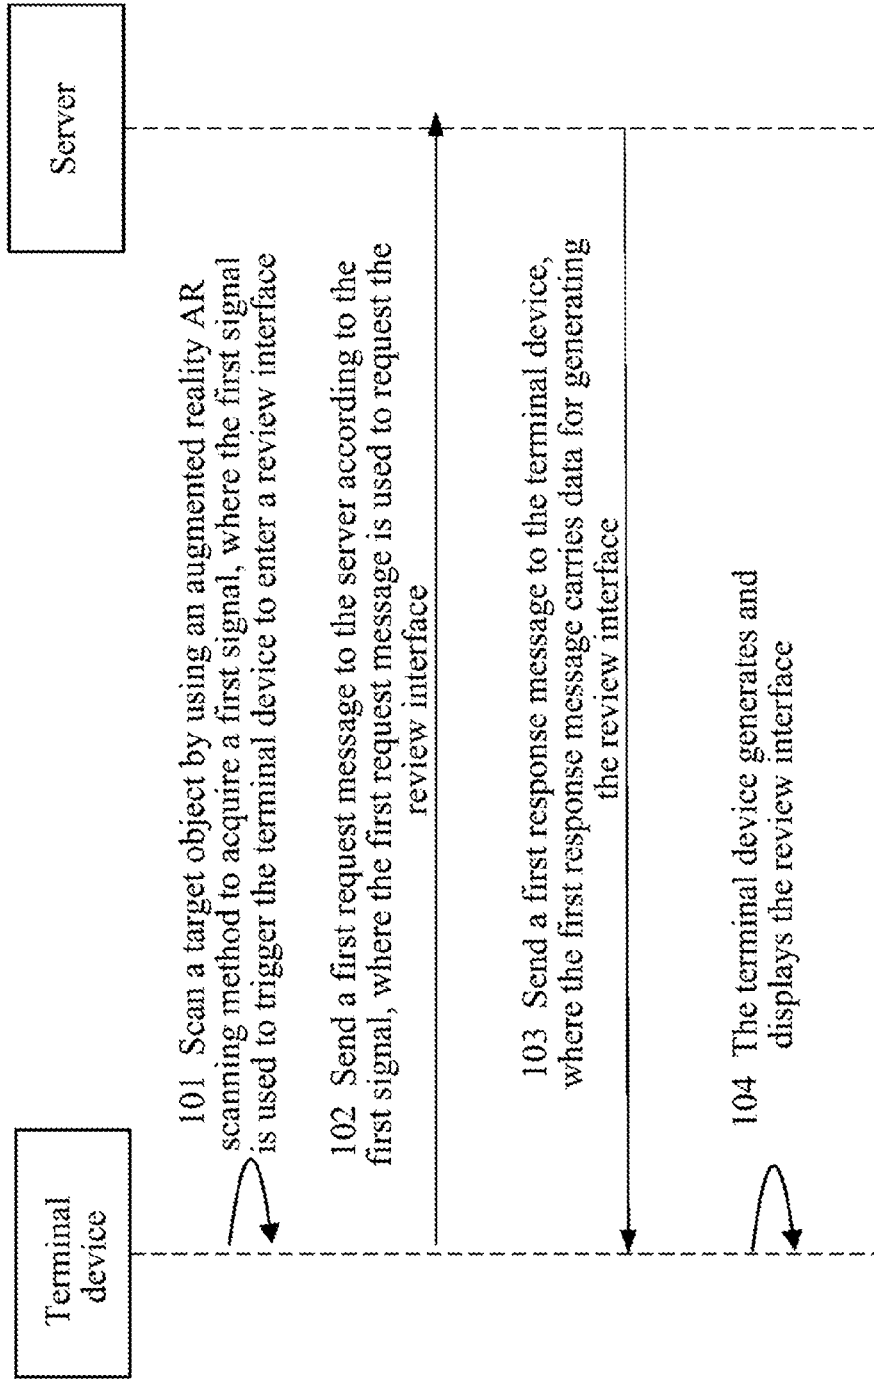 Terminal
device
Server
101 Scan a target object by using an augmented reality AR
scanning method to acquire a first signal, where the first signal
is used to trigger the terminal device to enter a review interface
102 Send a first request message to the server according to the
first signal, where the first request message is used to request the
review interface
103 Send a first response message to the terminal device,
where the first response message carries data for generating
the review interface
104 The terminal device generates and
displays the review interface